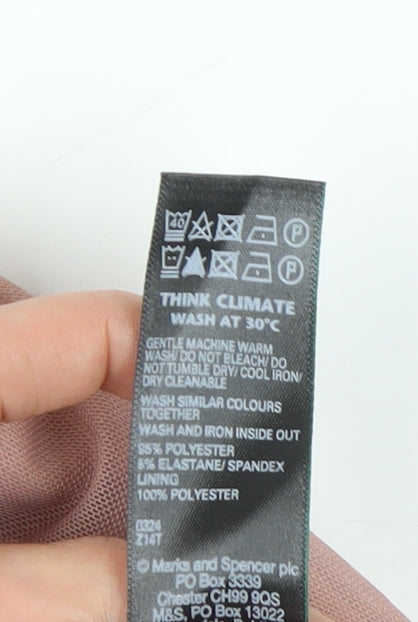 40 P
P
THINK CLIMATE
WASH AT 30°C
GENTLE MACHINE WARM
WASH/ DO NOT BLEACH/ DO
NOT TUMBLE DRY/ COOL IRON/
DRY CLEANABLE
WASH SIMILAR COLOURS
TOGETHER
WASH AND IRON INSIDE OUT
95% POLYESTER
5% ELASTANE/ SPANDEX
LINING
100% POLYESTER
0324
Z14T
© Marks and Spencer plc
PO Box 3339
Chester CH99 9QS
M&S, PO Box 13022